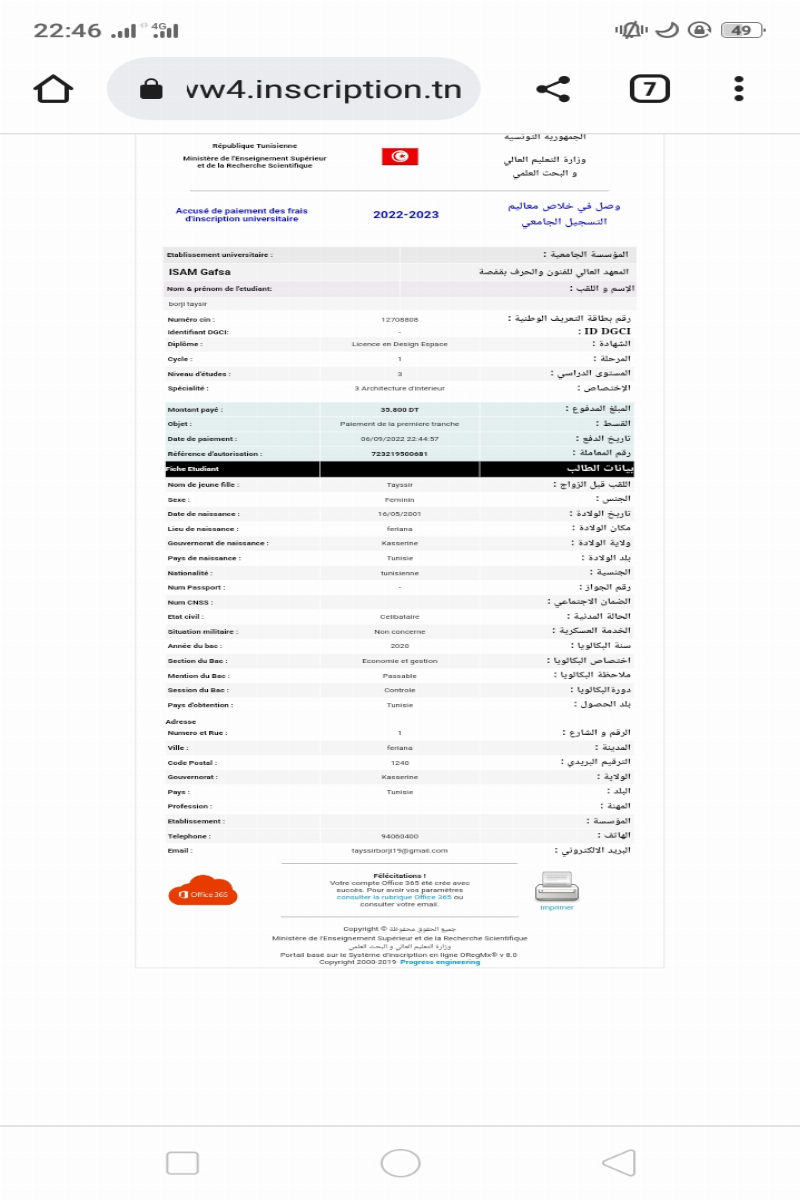 22:46
4G
49
vw4.inscription.tn
7
République Tunisienne
الجمهورية التونسية
Ministère de l'Enseignement Supérieur
et de la Recherche Scientifique
وزارة التعليم العالي
و البحث العلمي
Accusé de paiement des frais
d'inscription universitaire
2022-2023
وصل في خلاص معاليم
التسجيل الجامعي
Etablissement universitaire : المؤسسة الجامعية :
ISAM Gafsa المعهد العالي للفنون والحرف بقفصة
Nom & prénom de l'etudiant: الإسم و اللقب :
borji taysir
Numéro cin : 12708808 رقم بطاقة التعريف الوطنية :
Identifiant DGCI: - ID DGCI :
Diplôme : Licence en Design Espace الشهادة :
Cycle : 1 المرحلة :
Niveau d'études : 3 المستوى الدراسي :
Spécialité : 3 Architecture d'intérieur الإختصاص :
Montant payé : 35.800 DT المبلغ المدفوع :
Objet : Paiement de la premiere tranche القسط :
Date de paiement : 06/09/2022 22:44:57 تاريخ الدفع :
Référence d'autorisation : 723219500681 رقم المعاملة :
Fiche Etudiant بيانات الطالب
Nom de jeune fille : Tayssir اللقب قبل الزواج :
Sexe : Feminin الجنس :
Date de naissance : 16/05/2001 تاريخ الولادة :
Lieu de naissance : feriana مكان الولادة :
Gouvernorat de naissance : Kasserine ولاية الولادة :
Pays de naissance : Tunisie بلد الولادة :
Nationalité : tunisienne الجنسية :
Num Passport : - رقم الجواز :
Num CNSS : الضمان الاجتماعي :
Etat civil : Celibataire الحالة المدنية :
Situation militaire : Non concerne الخدمة العسكرية :
Année du bac : 2020 سنة البكالويا :
Section du Bac : Economie et gestion اختصاص البكالويا :
Mention du Bac : Passable ملاحظة البكالويا :
Session du Bac : Controle دورة البكالويا :
Pays d'obtention : Tunisie بلد الحصول :
Adresse
Numero et Rue : 1 الرقم و الشارع :
Ville : feriana المدينة :
Code Postal : 1240 الترقيم البريدي :
Gouvernorat : Kasserine الولاية :
Pays : Tunisie البلد :
Profession : المهنة :
Etablissement : المؤسسة :
Telephone : 94060400 الهاتف :
Email : tayssirborji19@gmail.com البريد الالكتروني :
Office 365
Félécitations !
Votre compte Office 365 été crée avec
succès. Pour avoir vos paramètres
consulter la rubrique Office 365 ou
consulter votre email.
imprimer
Copyright © جميع الحقوق محفوظة
Ministère de l'Enseignement Supérieur et de la Recherche Scientifique
وزارة التعليم العالي و البحث العلمي
Portail basé sur le Système d'inscription en ligne ORegMx® v 8.0
Copyright 2000-2019 Progress engineering